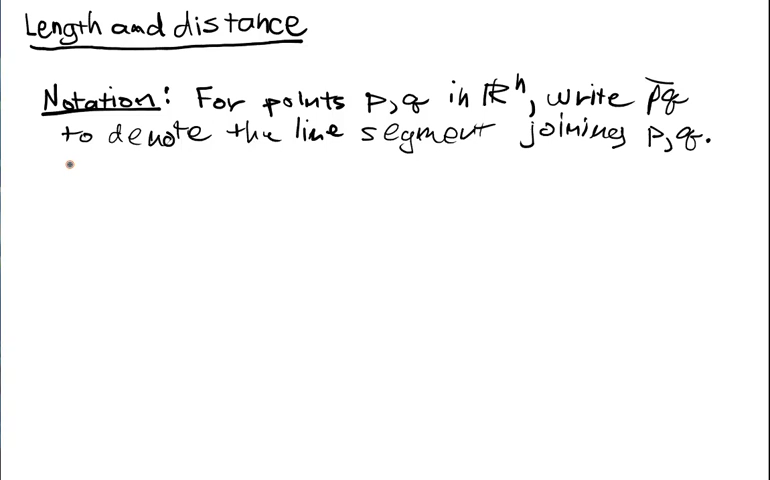 Length and distance
Notation: For points p,q in ℝⁿ, write p̅q̅
to denote the line segment joining p,q.